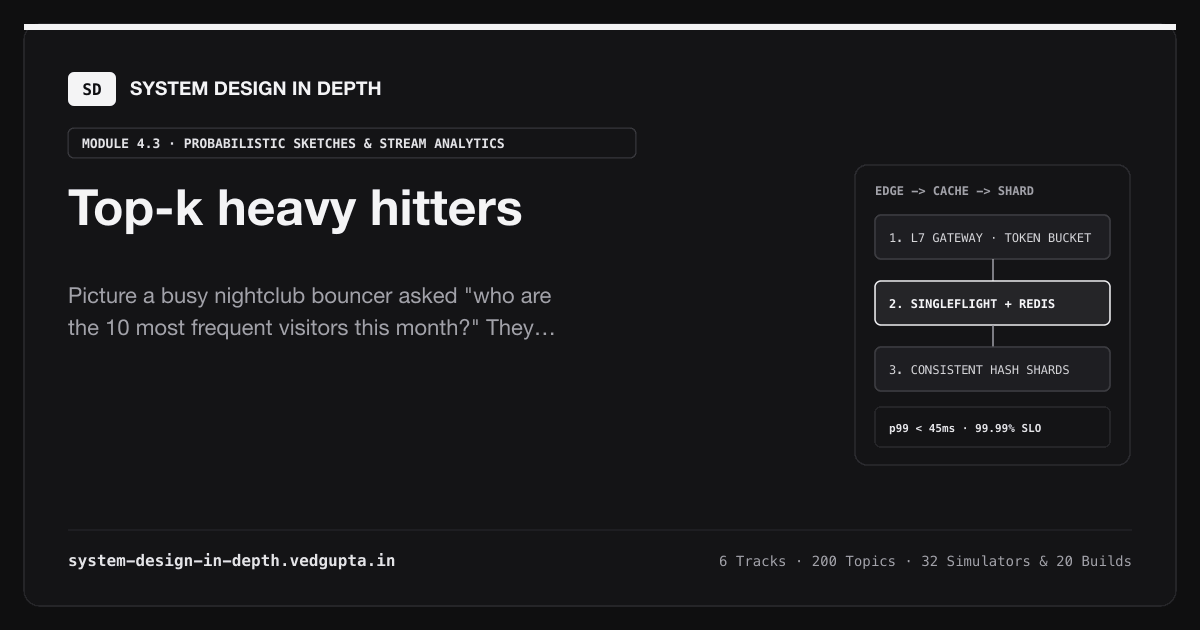 SD
SYSTEM DESIGN IN DEPTH
MODULE 4.3 · PROBABILISTIC SKETCHES & STREAM ANALYTICS
Top-k heavy hitters
Picture a busy nightclub bouncer asked "who are
the 10 most frequent visitors this month?" They…
EDGE -> CACHE -> SHARD
1. L7 GATEWAY · TOKEN BUCKET
2. SINGLEFLIGHT + REDIS
3. CONSISTENT HASH SHARDS
p99 < 45ms · 99.99% SLO
system-design-in-depth.vedgupta.in
6 Tracks · 200 Topics · 32 Simulators & 20 Builds